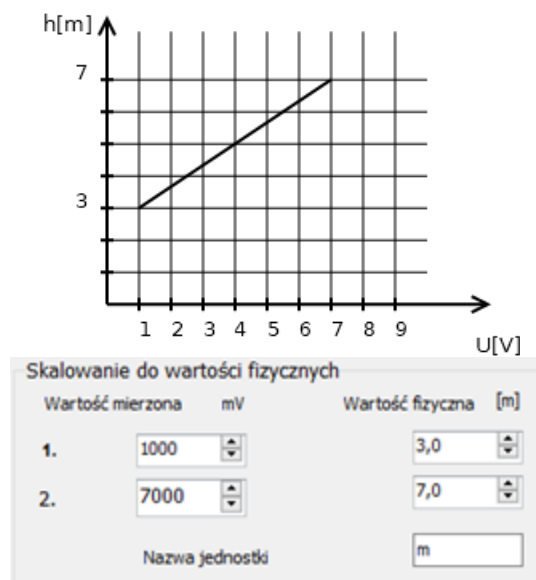 h[m]
7
3
1 2 3 4 5 6 7 8 9
U[V]
Skalowanie do wartości fizycznych
Wartość mierzona mV Wartość fizyczna [m]
1. 1000 3,0
2. 7000 7,0
Nazwa jednostki m